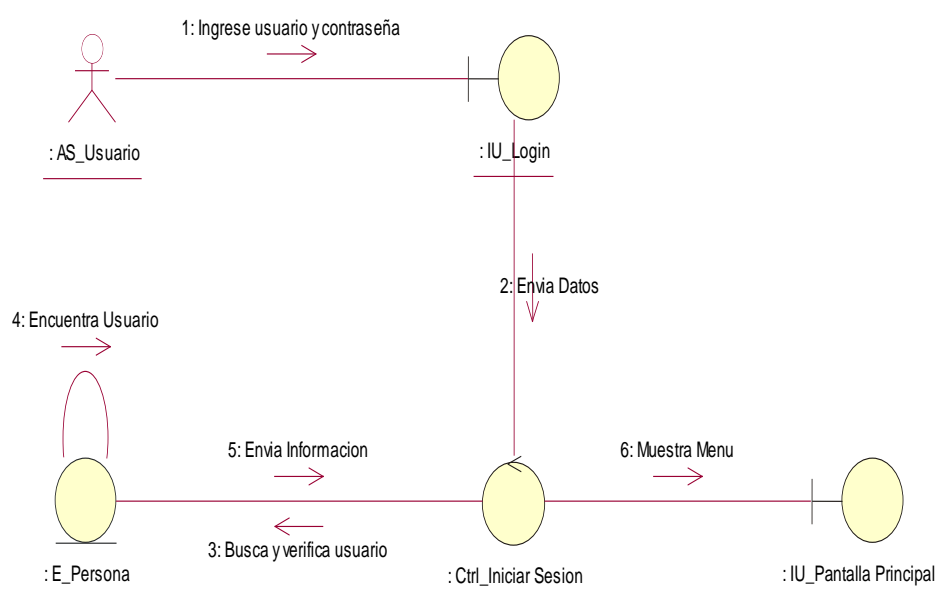 1: Ingrese usuario y contraseña
: AS_Usuario
: IU_Login
2: Envia Datos
4: Encuentra Usuario
5: Envia Informacion
6: Muestra Menu
3: Busca y verifica usuario
: E_Persona
: Ctrl_Iniciar Sesion
: IU_Pantalla Principal